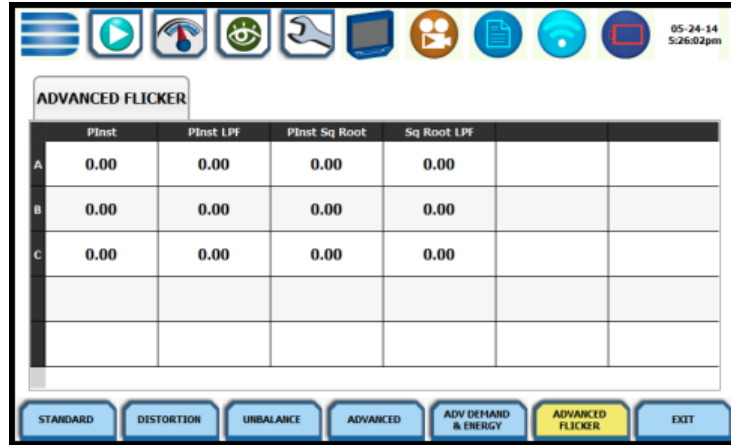 05-24-14
5:26:02pm
ADVANCED FLICKER
PInst PInst LPF PInst Sq Root Sq Root LPF
A 0.00 0.00 0.00 0.00
B 0.00 0.00 0.00 0.00
C 0.00 0.00 0.00 0.00
STANDARD DISTORTION UNBALANCE ADVANCED ADV DEMAND & ENERGY ADVANCED FLICKER EXIT